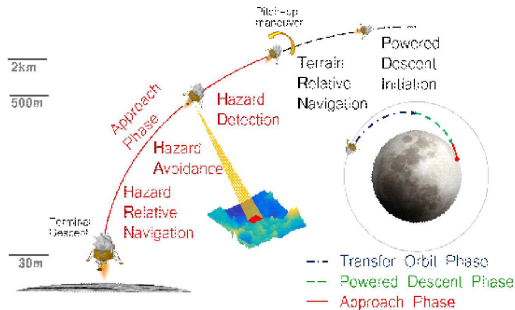 Pitch-up
maneuver
Powered
Descent
Initiation
Terrain
Relative
Navigation
2km
500m
Approach
Phase
Hazard
Detection
Hazard
Avoidance
Hazard
Relative
Navigation
Terminal
Descent
30m
Transfer Orbit Phase
Powered Descent Phase
Approach Phase